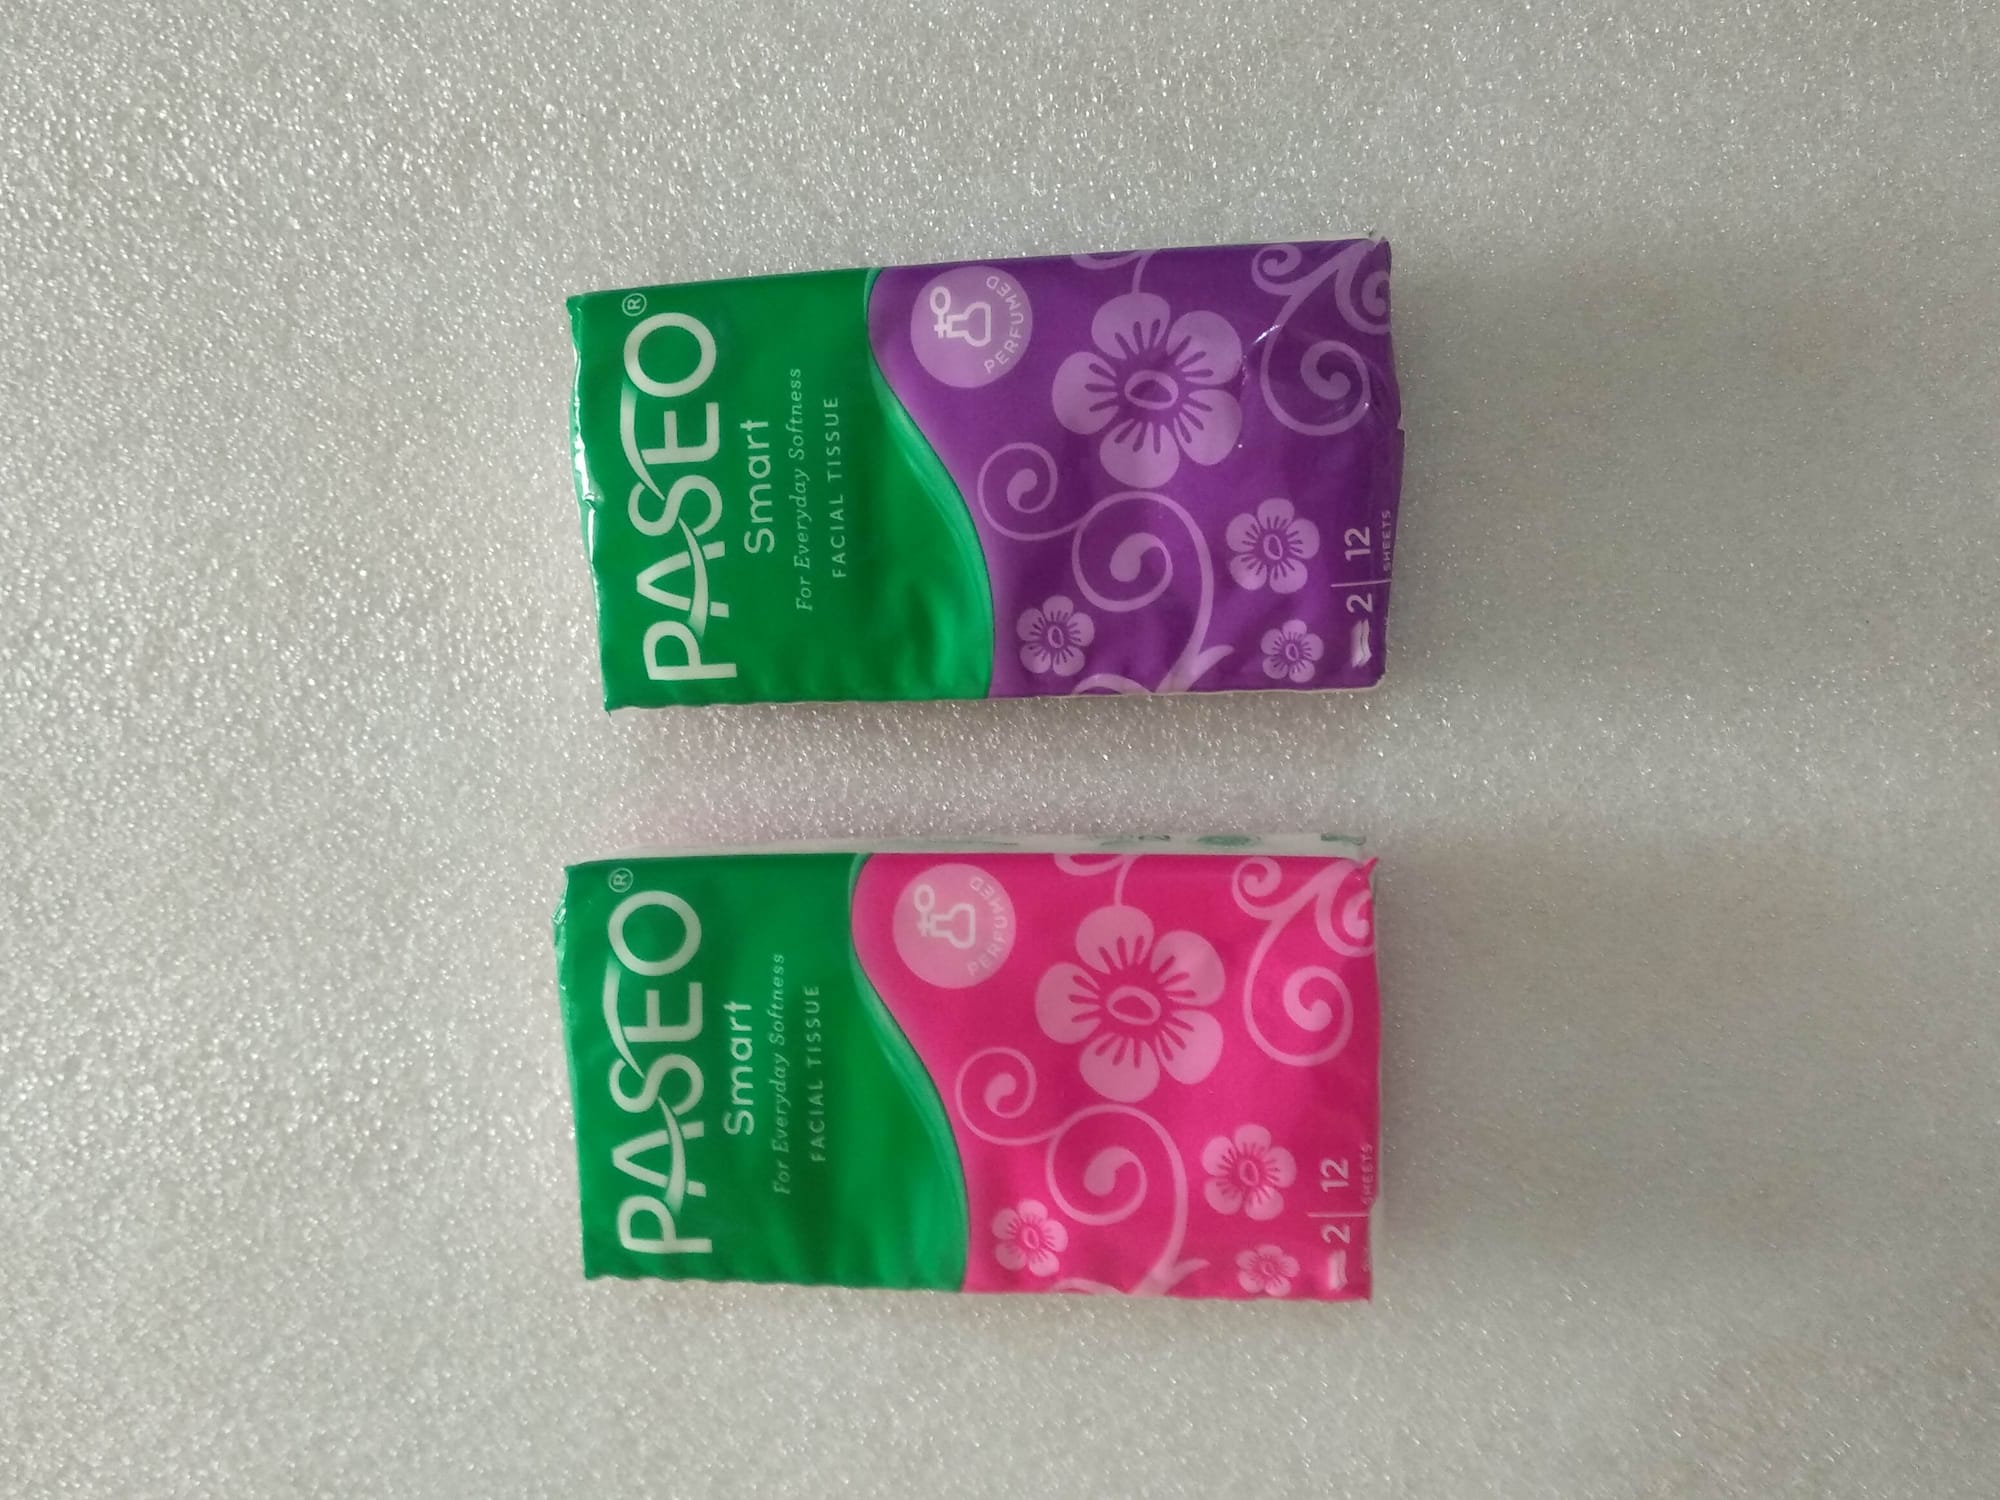 PASEO®
Smart
For Everyday Softness
FACIAL TISSUE
PERFUMED
2 12
SHEETS
PASEO®
Smart
For Everyday Softness
FACIAL TISSUE
PERFUMED
2 12
SHEETS